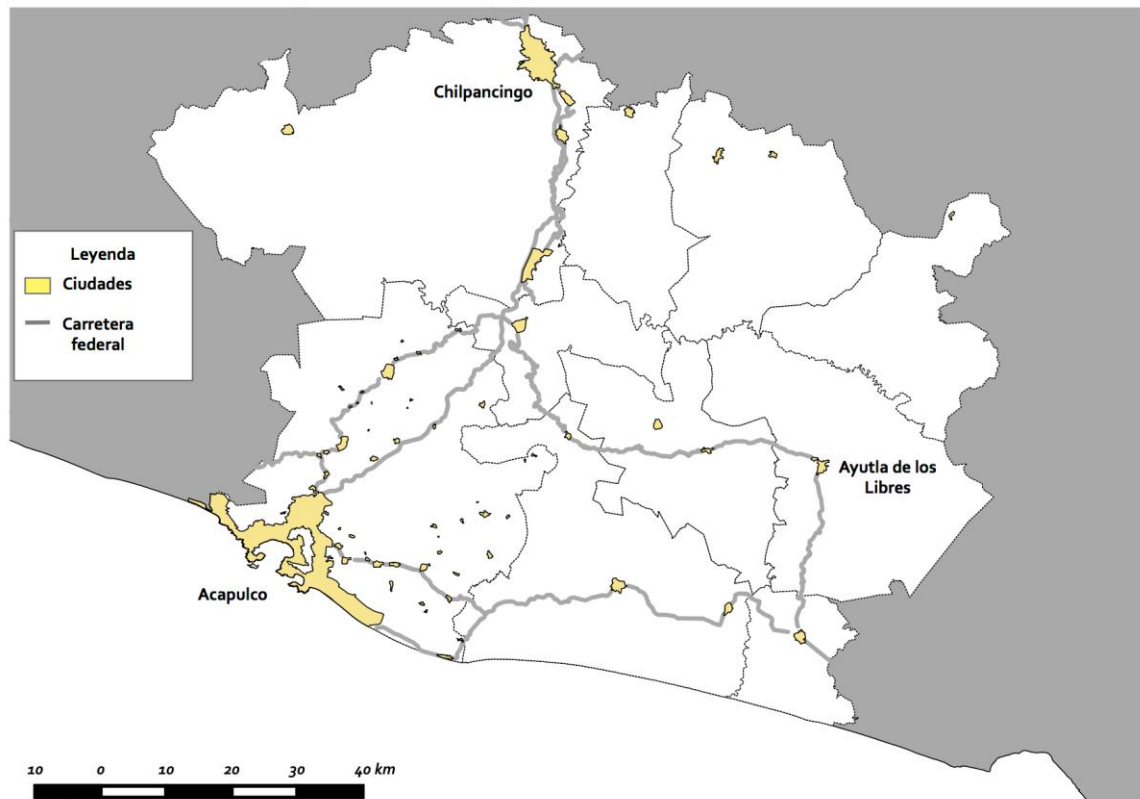 Chilpancingo
Leyenda
Ciudades
Carretera
federal
Ayutla de los
Libres
Acapulco
10 0 10 20 30 40 km